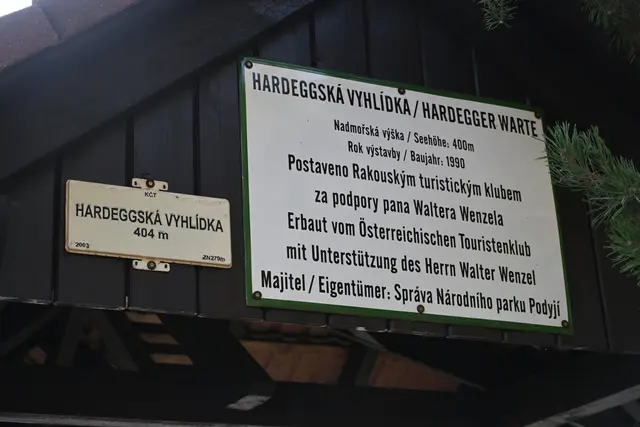 KČT
HARDEGGSKÁ VYHLÍDKA
404 m
2003 ZN279m
HARDEGGSKÁ VYHLÍDKA / HARDEGGER WARTE
Nadmořská výška / Seehöhe: 400m
Rok výstavby / Baujahr: 1990
Postaveno Rakouským turistickým klubem
za podpory pana Waltera Wenzela
Erbaut vom Österreichischen Touristenklub
mit Unterstützung des Herrn Walter Wenzel
Majitel / Eigentümer: Správa Národního parku Podyjí